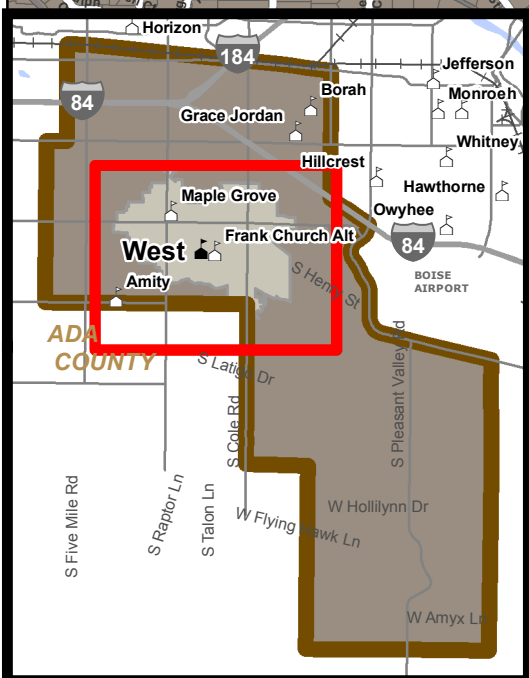 Horizon
184
Jefferson
84
Borah
Monroeh
Grace Jordan
Whitney
Hillcrest
Hawthorne
Maple Grove
Owyhee
West
Frank Church Alt
84
BOISE
AIRPORT
S Henry St
Amity
ADA
COUNTY
S Latigo Dr
S Pleasant Valley Rd
S Cole Rd
S Five Mile Rd
S Raptor Ln
S Talon Ln
W Hollilynn Dr
W Flying Hawk Ln
W Amyx Ln